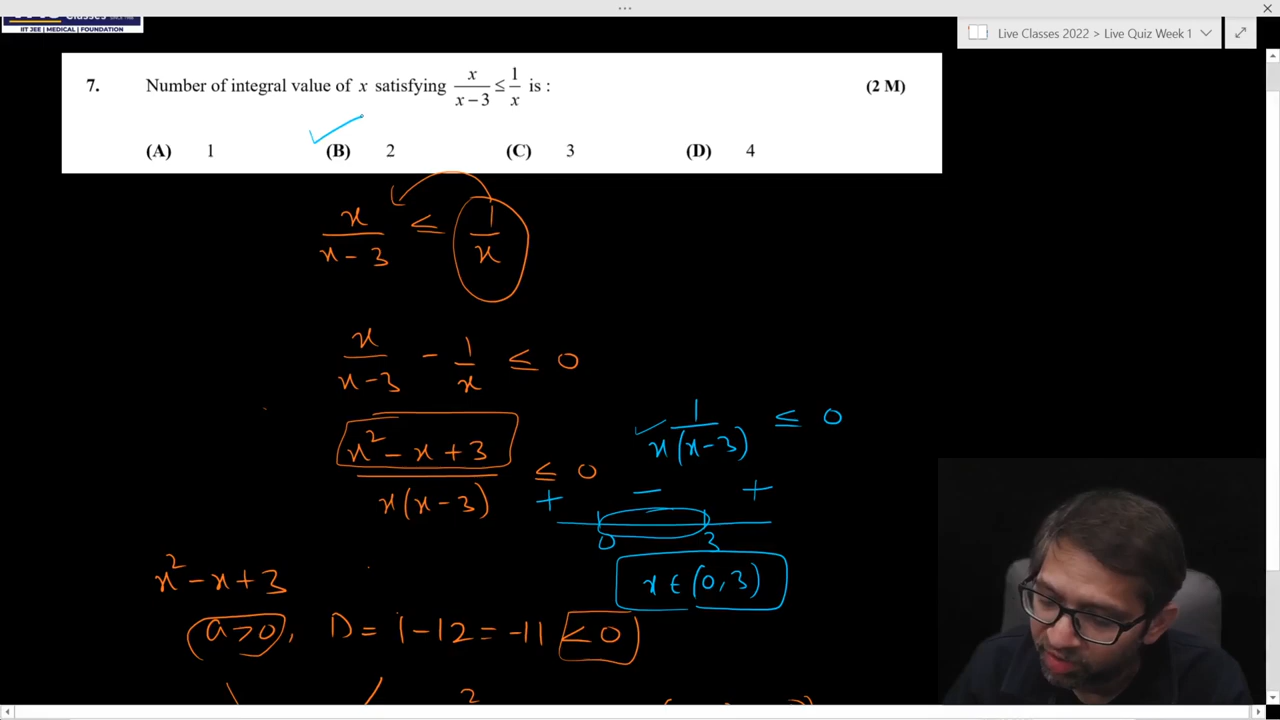 IIT JEE | MEDICAL | FOUNDATION
Live Classes 2022 > Live Quiz Week 1
7. Number of integral value of x satisfying x/(x − 3) ≤ 1/x is : (2 M)
(A) 1 (B) 2 (C) 3 (D) 4
x/(x − 3) ≤ 1/x
x/(x − 3) − 1/x ≤ 0
(x² − x + 3)/(x(x − 3)) ≤ 0
1/(x(x − 3)) ≤ 0
+ − +
0 3
x ∈ (0, 3)
x² − x + 3
a > 0, D = 1 − 12 = −11 < 0